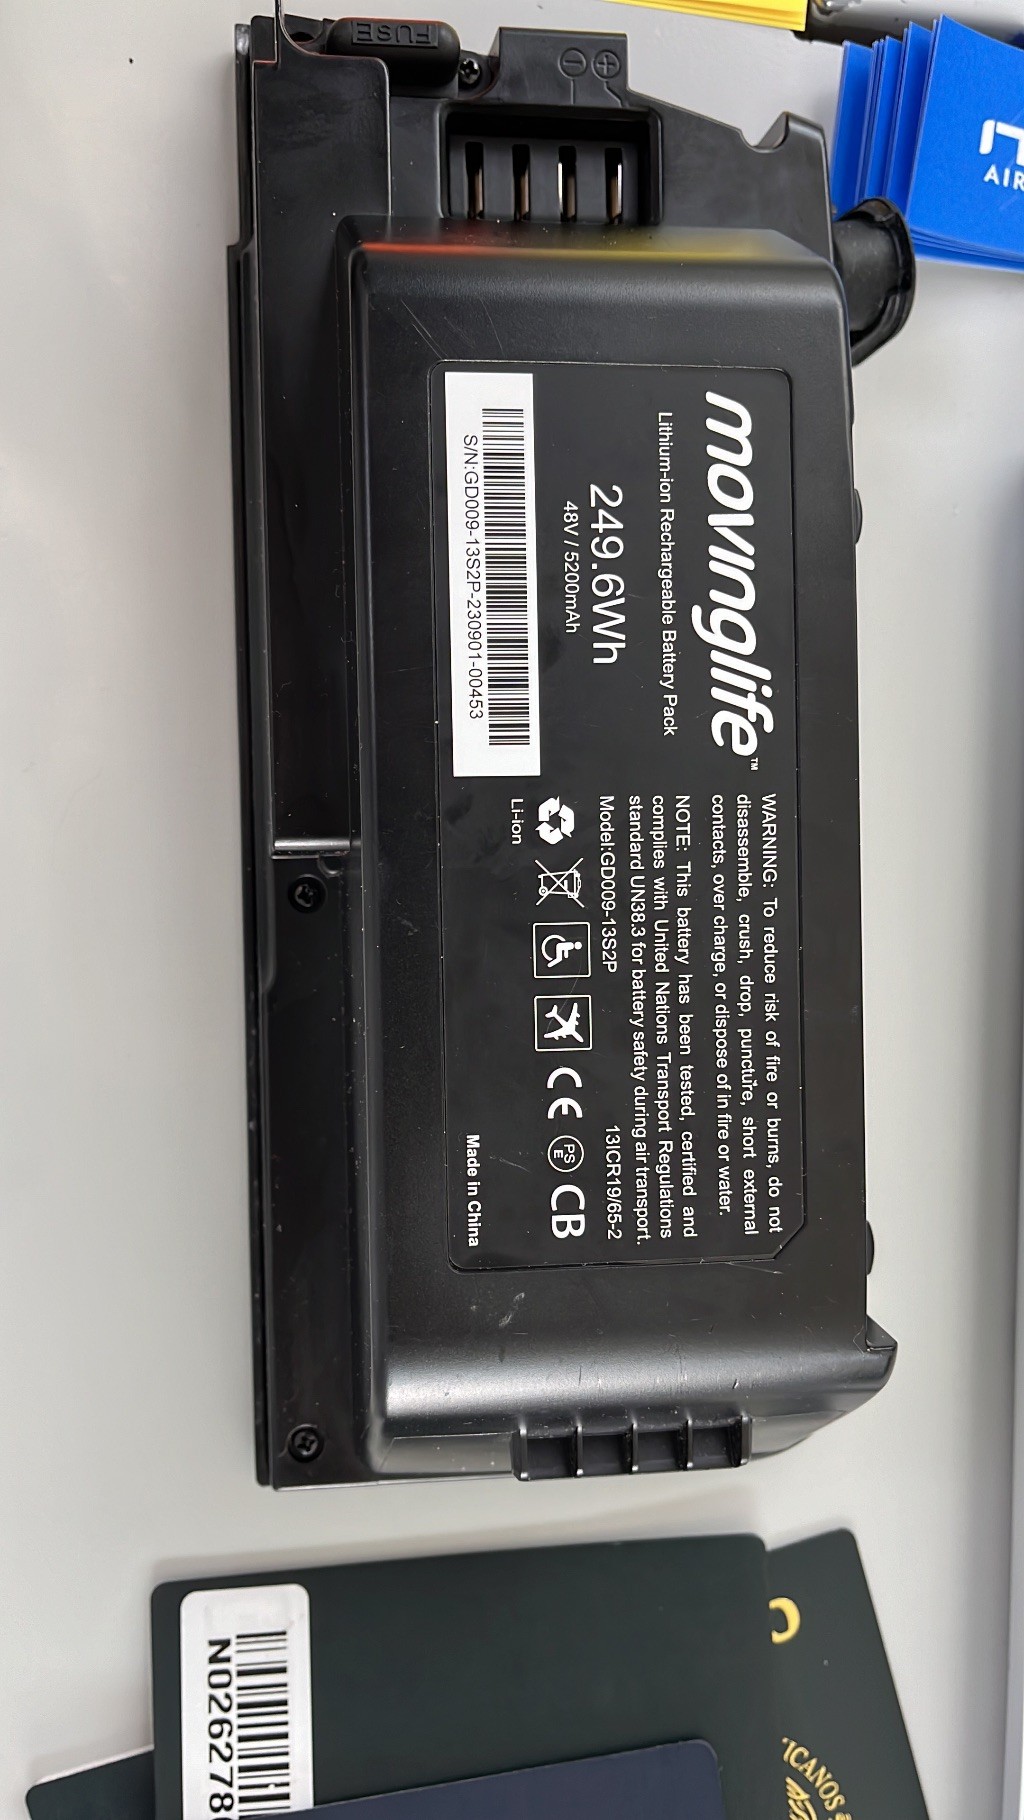 FUSE
movinglife™
Lithium-ion Rechargeable Battery Pack
249.6Wh
48V / 5200mAh
S/N:GD009-13S2P-230901-00453
WARNING: To reduce risk of fire or burns, do not
disassemble, crush, drop, puncture, short external
contacts, over charge, or dispose of in fire or water.
NOTE: This battery has been tested, certified and
complies with United Nations Transport Regulations
standard UN38.3 for battery safety during air transport.
Model:GD009-13S2P 13ICR19/65-2
Li-ion
CE PSE CB
Made in China
AIR